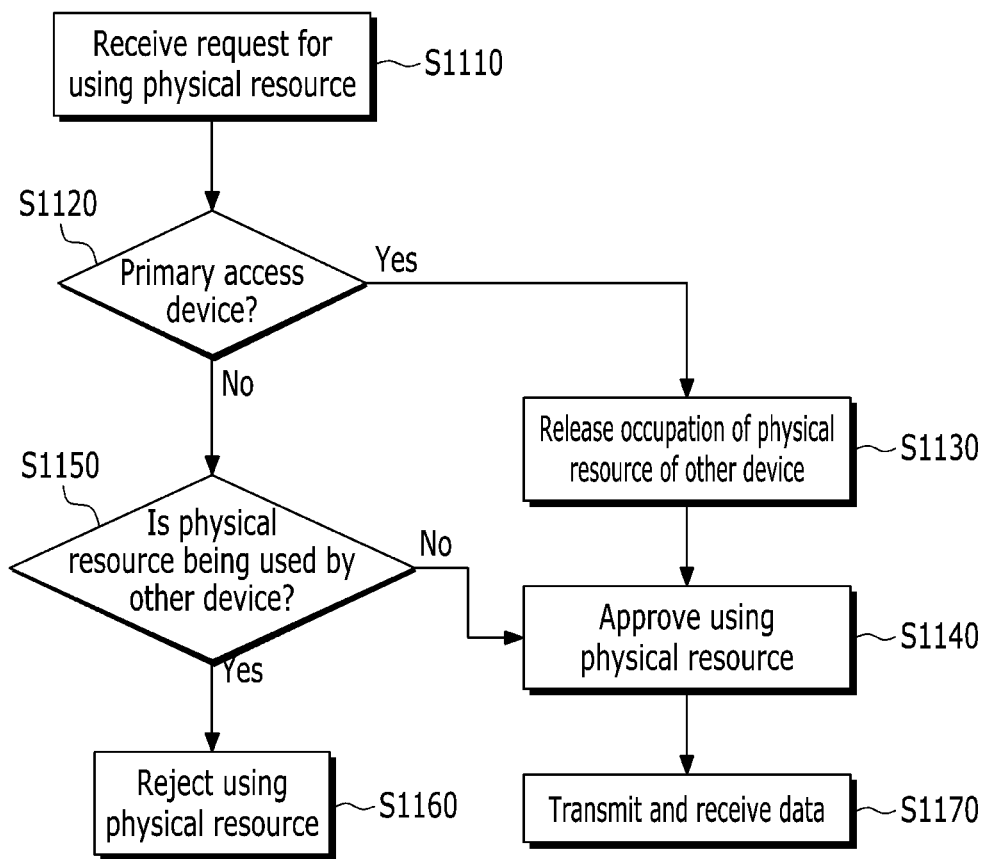 Receive request for
using physical resource
S1110
S1120
Primary access
device?
Yes
No
Release occupation of physical
resource of other device
S1130
S1150
Is physical
resource being used by
other device?
No
Yes
Approve using
physical resource
S1140
Reject using
physical resource
S1160
Transmit and receive data
S1170